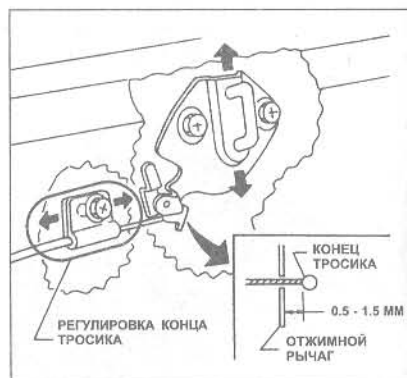 КОНЕЦ
ТРОСИКА
0.5 - 1.5 ММ
РЕГУЛИРОВКА КОНЦА
ТРОСИКА
ОТЖИМНОЙ
РЫЧАГ